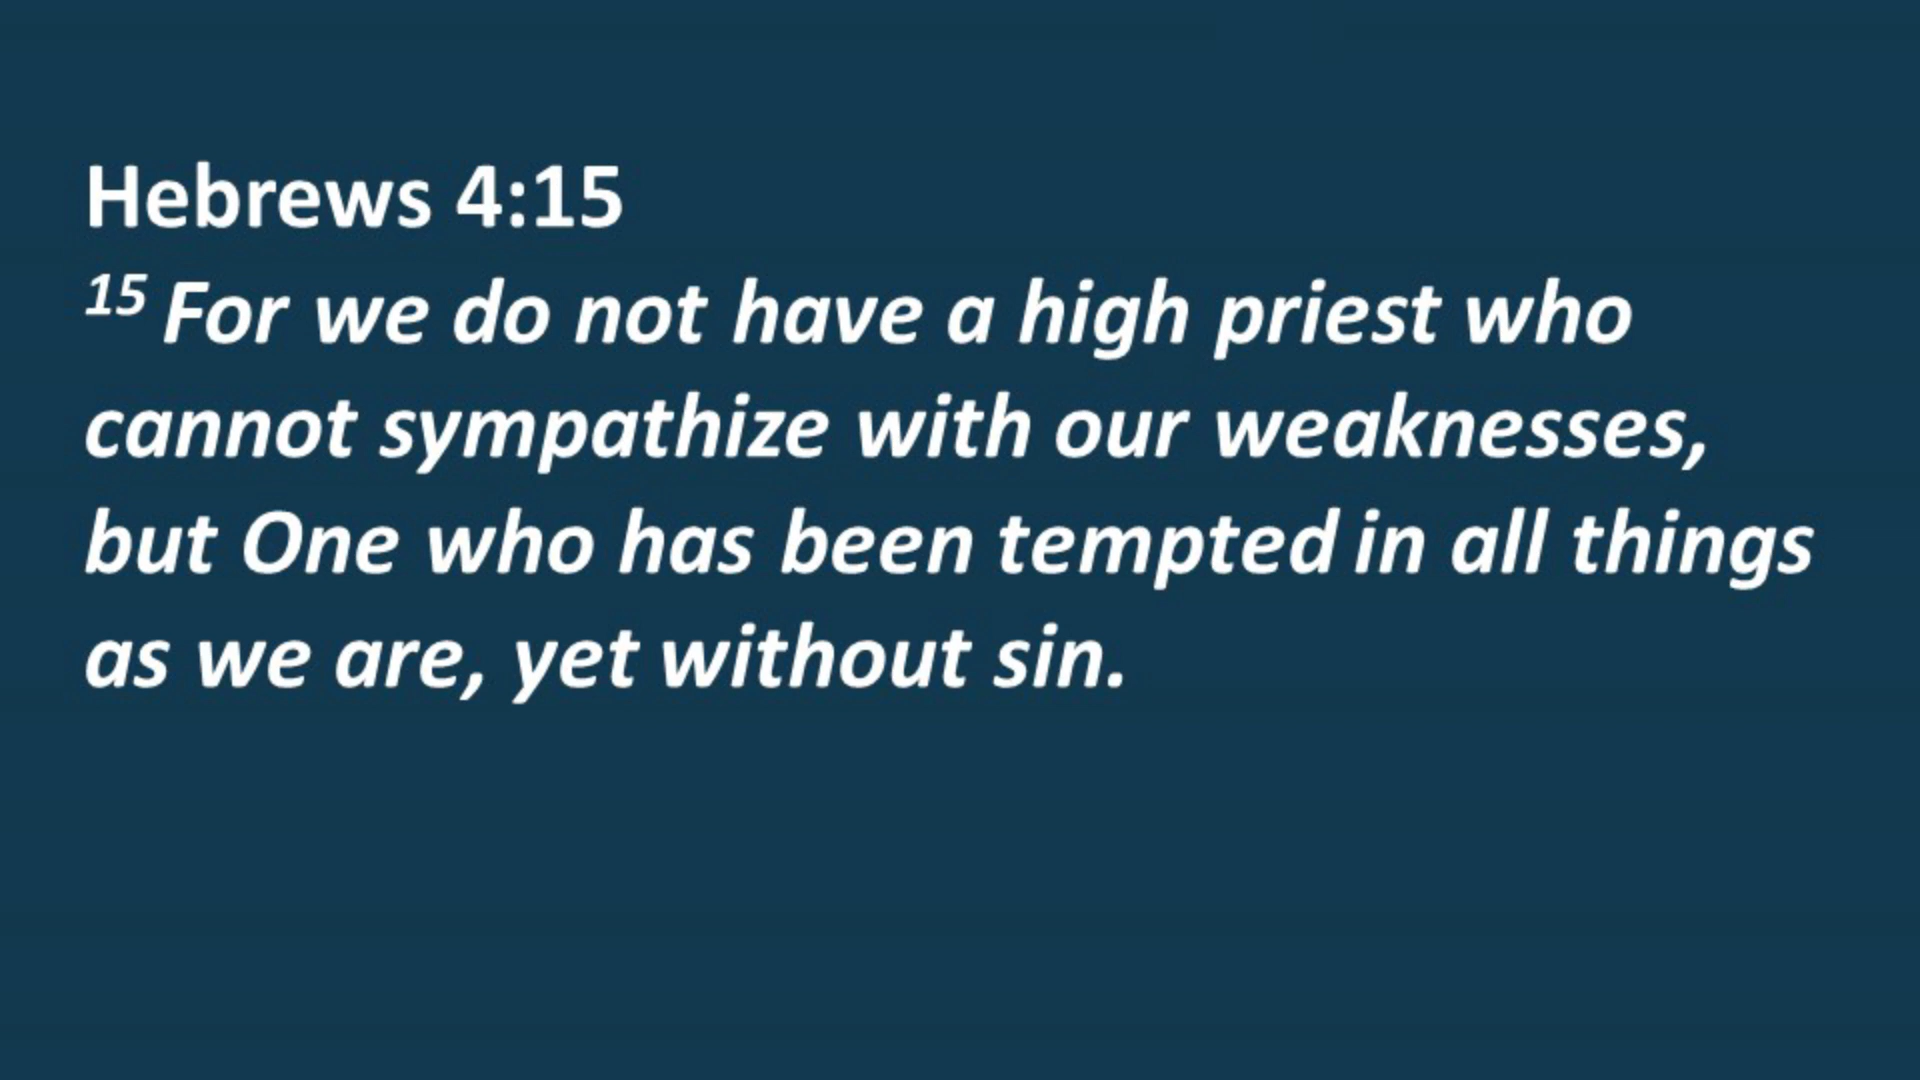 Hebrews 4:15
15 For we do not have a high priest who
cannot sympathize with our weaknesses,
but One who has been tempted in all things
as we are, yet without sin.